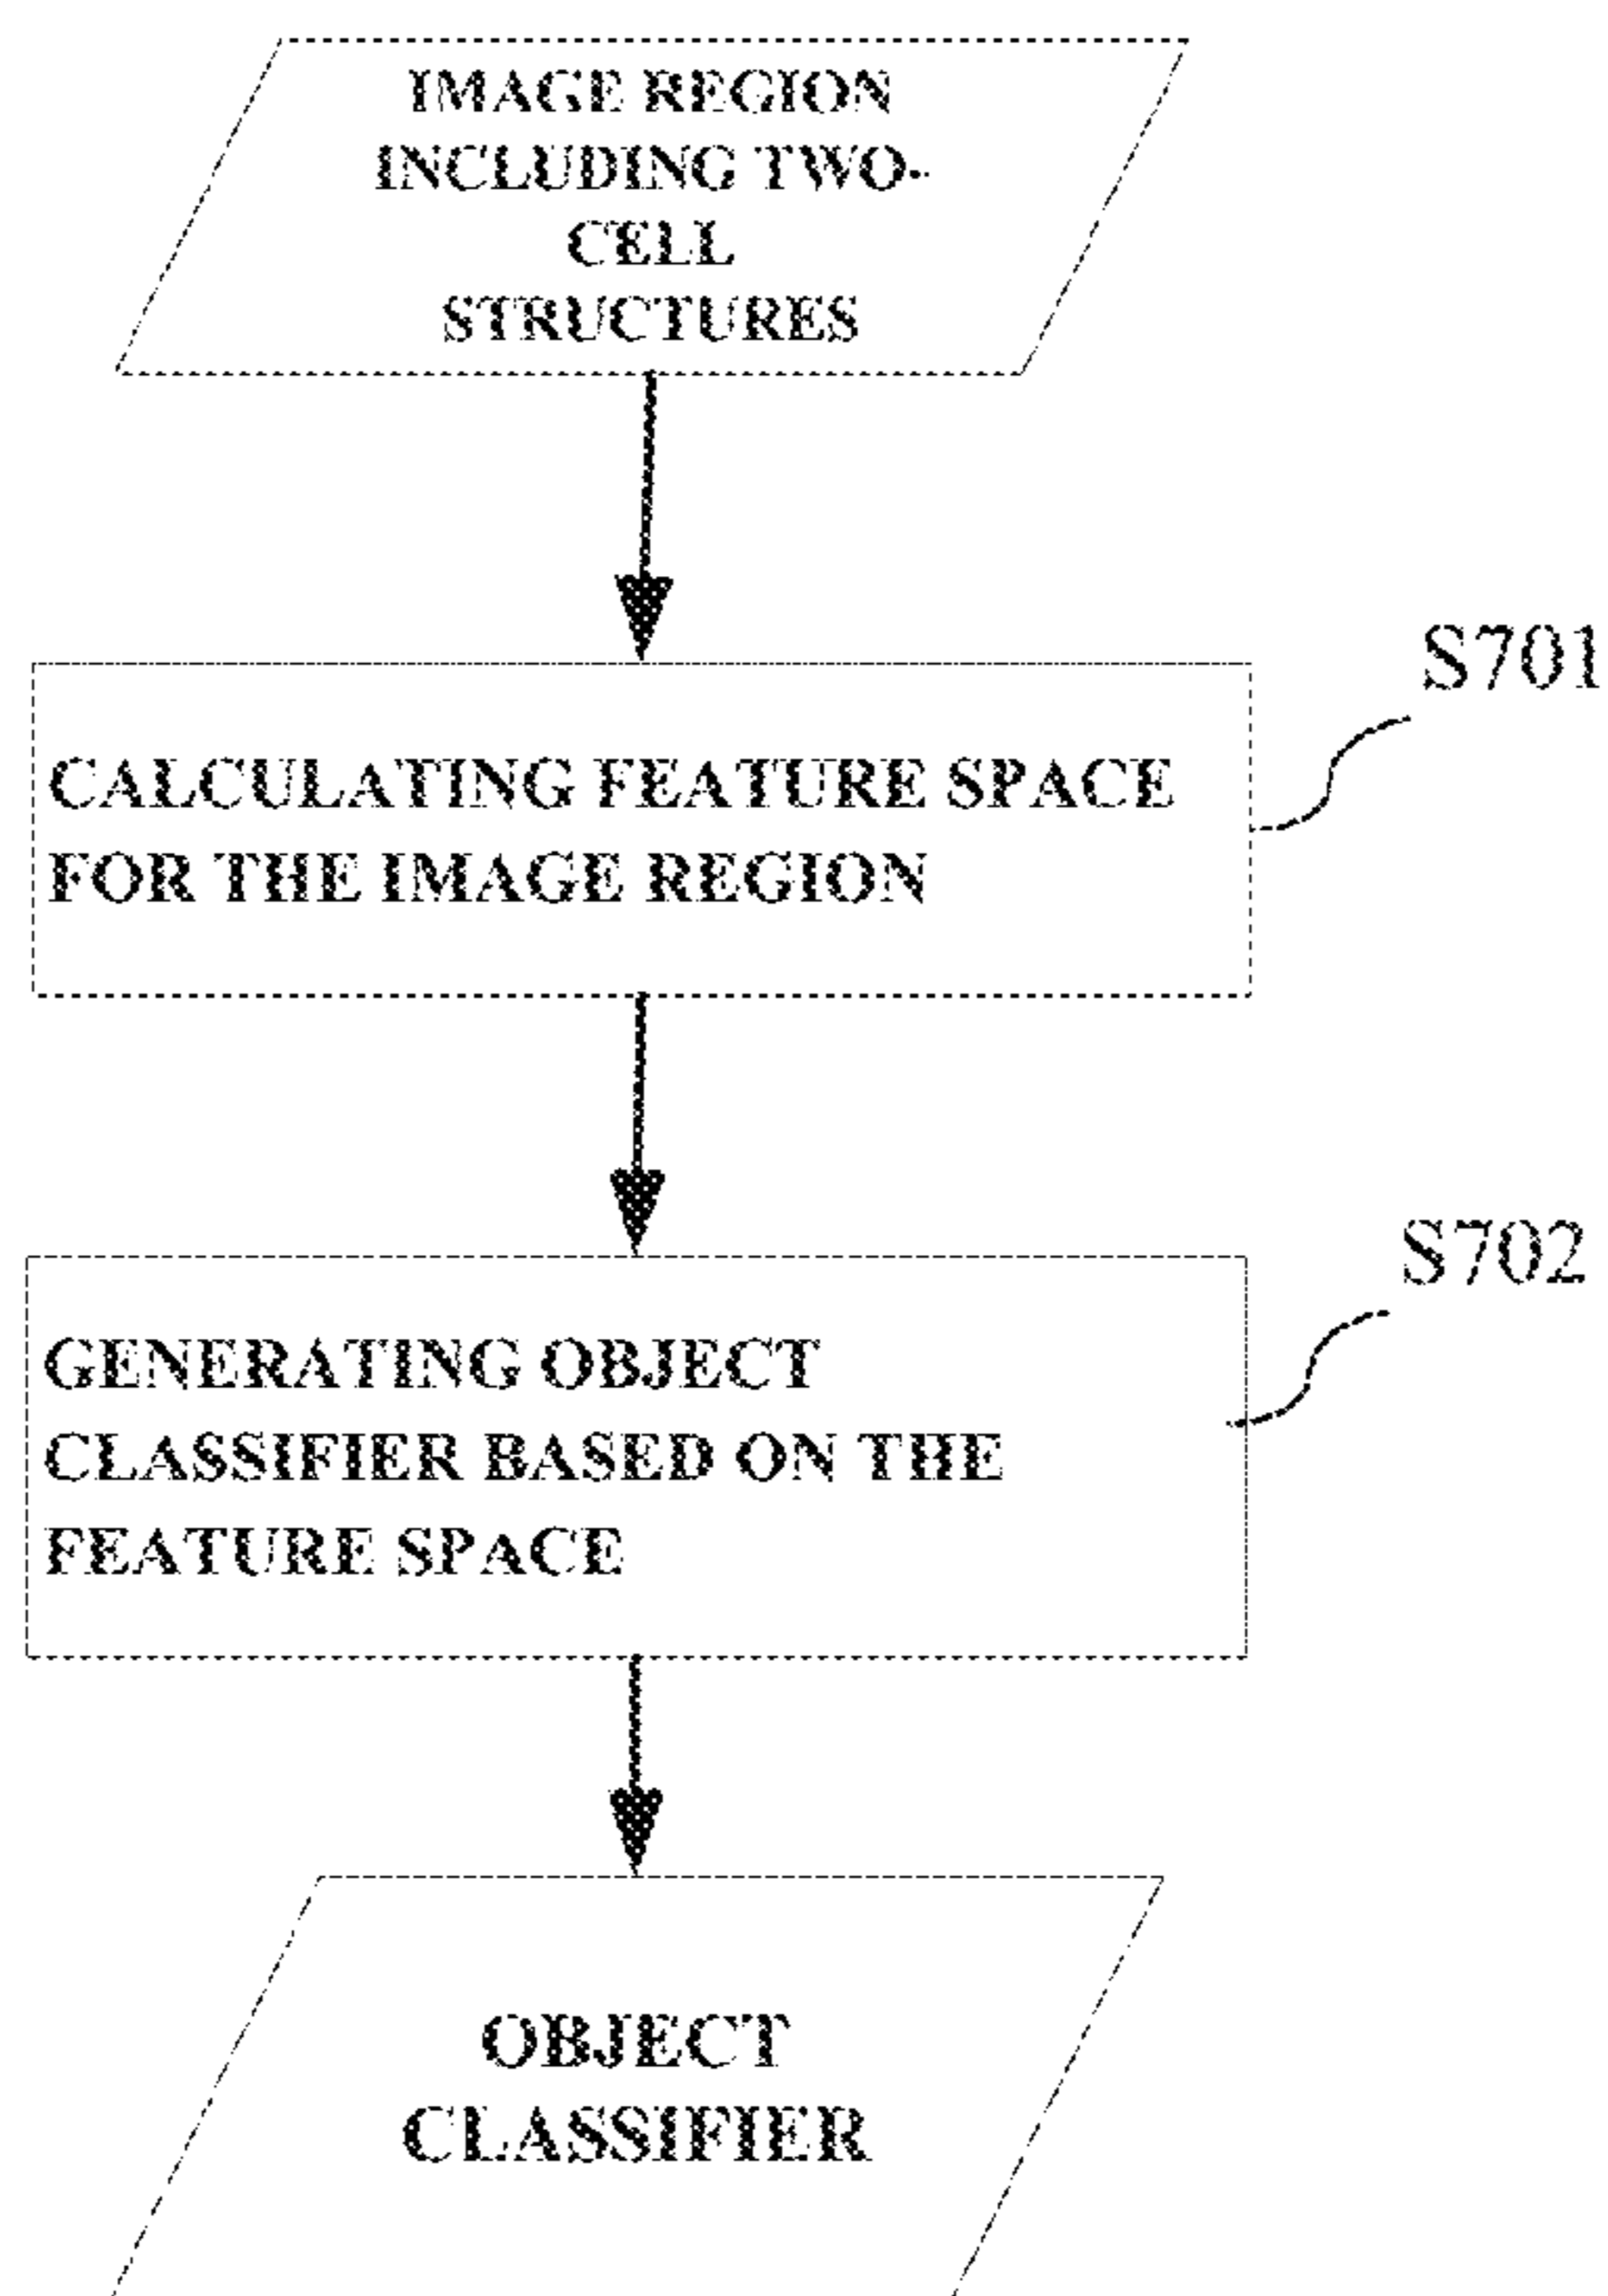 IMAGE REGION
INCLUDING TWO-
CELL
STRUCTURES
S701
CALCULATING FEATURE SPACE
FOR THE IMAGE REGION
S702
GENERATING OBJECT
CLASSIFIER BASED ON THE
FEATURE SPACE
OBJECT
CLASSIFIER